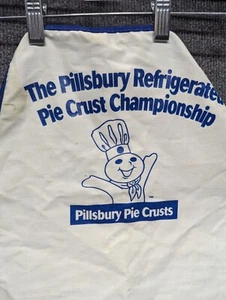 The Pillsbury Refrigerated
Pie Crust Championship
Pillsbury Pie Crusts